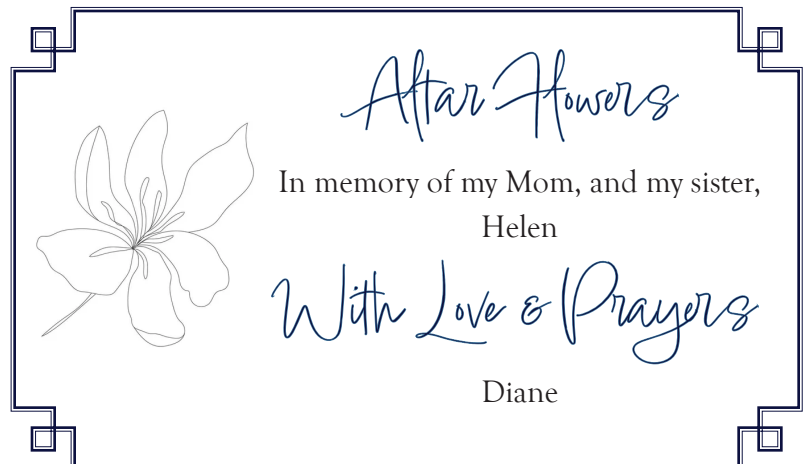 Altar Flowers
In memory of my Mom, and my sister,
Helen
With Love & Prayers
Diane